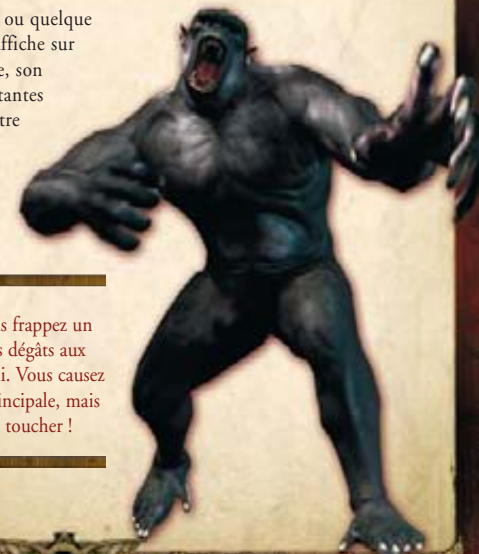 ou quelque
ffiche sur
e, son
tantes
tre
s frappez un
s dégâts aux
i. Vous causez
incipale, mais
toucher !